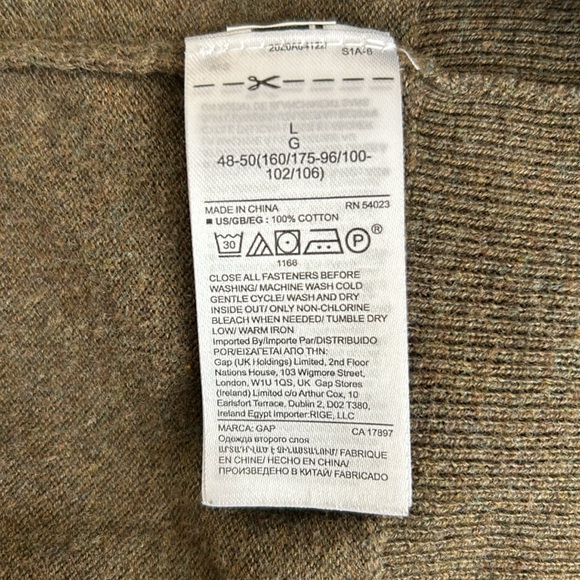 S1A-6
L
G
48-50(160/175-96/100-
102/106)
MADE IN CHINA RN 54023
■ US/GB/EG : 100% COTTON
30 P ®
1166
CLOSE ALL FASTENERS BEFORE
WASHING/ MACHINE WASH COLD
GENTLE CYCLE/ WASH AND DRY
INSIDE OUT/ ONLY NON-CHLORINE
BLEACH WHEN NEEDED/ TUMBLE DRY
LOW/ WARM IRON
Imported By/Importe Par/DISTRIBUIDO
POR/ΕΙΣΑΓΕΤΑΙ ΑΠΟ ΤΗΝ:
Gap (UK Holdings) Limited, 2nd Floor
Nations House, 103 Wigmore Street,
London, W1U 1QS, UK Gap Stores
(Ireland) Limited c/o Arthur Cox, 10
Earlsfort Terrace, Dublin 2, D02 T380,
Ireland Egypt Importer:RIGE, LLC
MARCA: GAP CA 17897
Одежда второго слоя
ԱՐՏԱԴՐՎԱԾ Է ՉԻՆԱՍՏԱՆՈՒՄ/ FABRIQUE
EN CHINE/ HECHO EN CHINA/
ПРОИЗВЕДЕНО В КИТАЙ/ FABRICADO